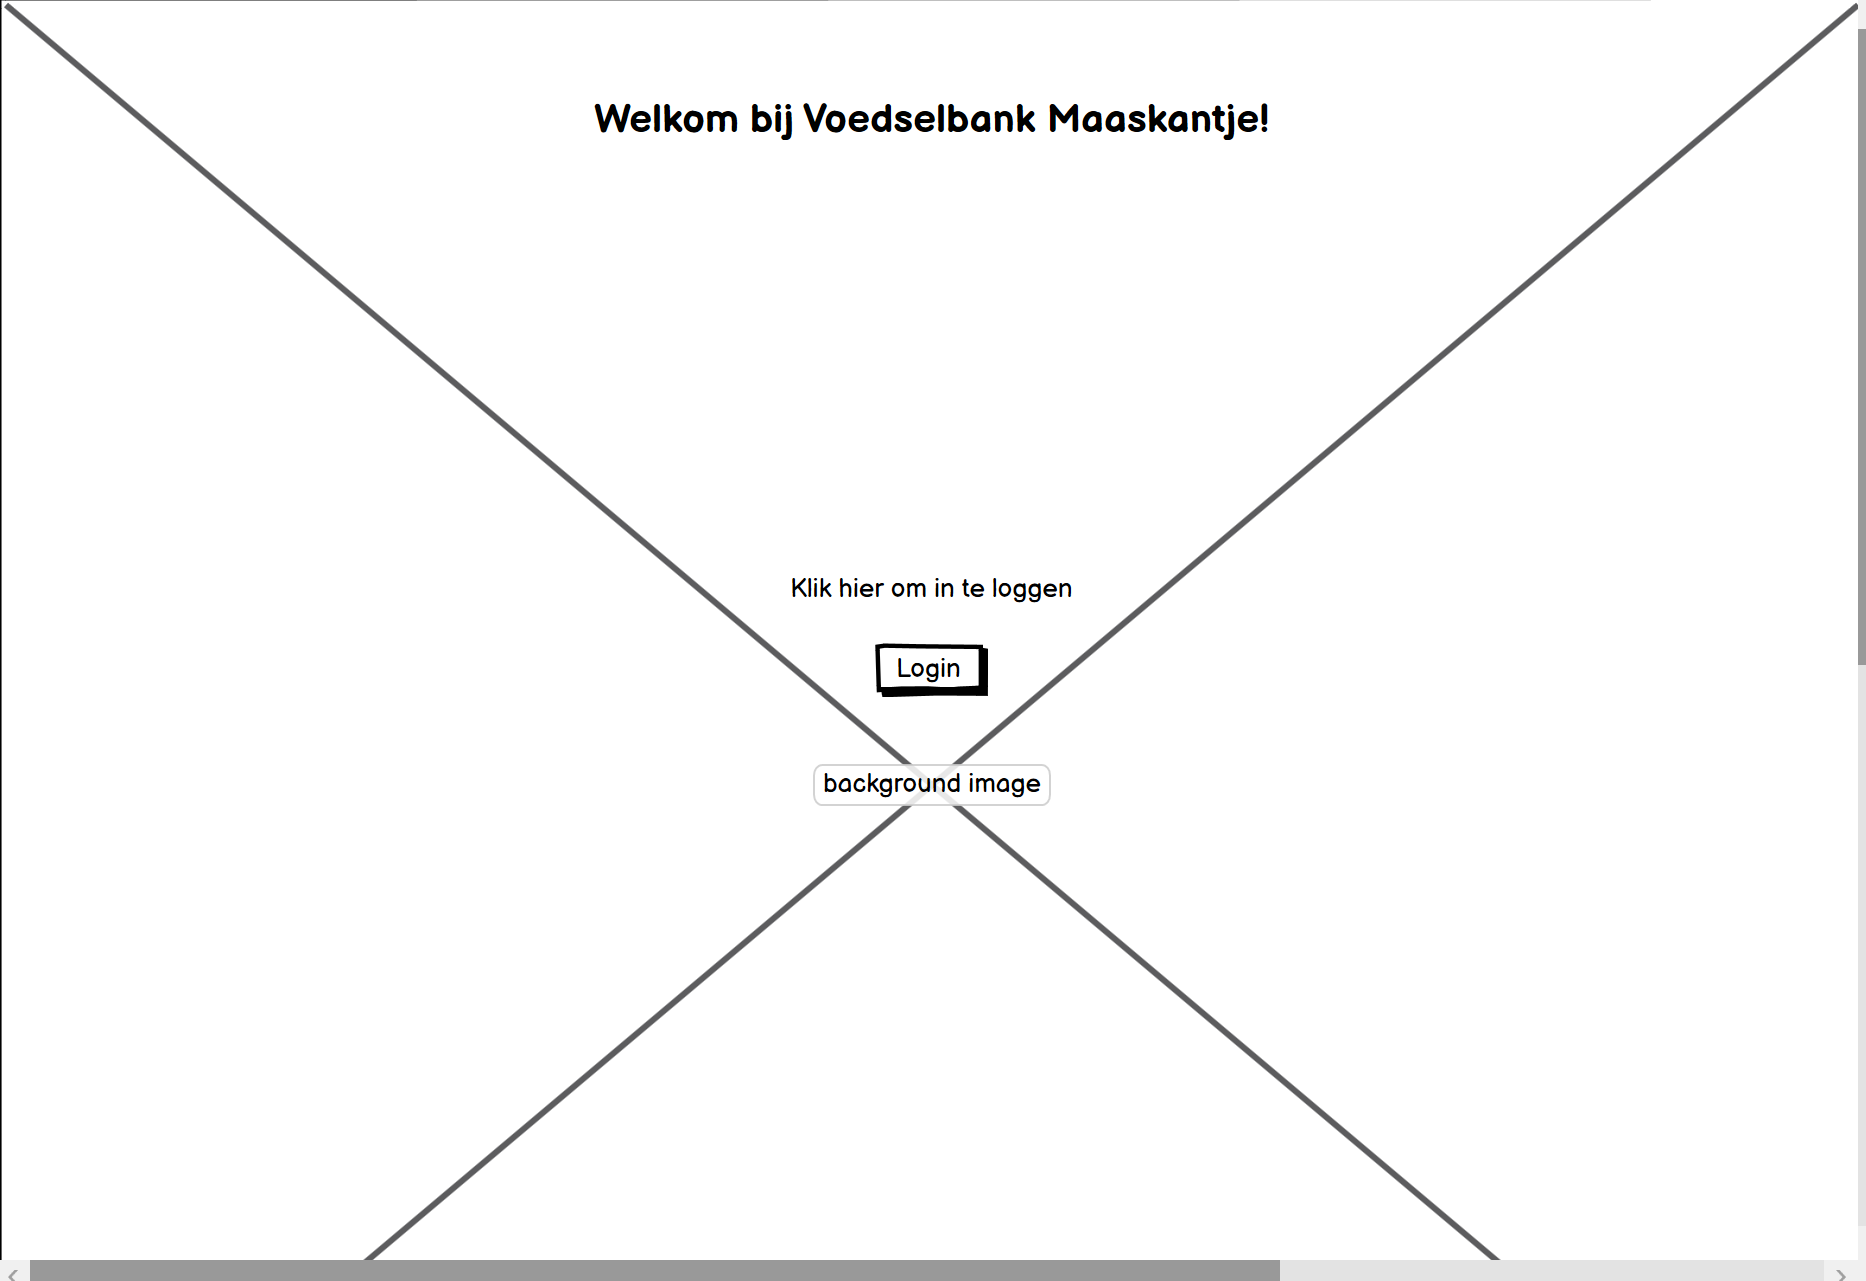 Welkom bij Voedselbank Maaskantje!
Klik hier om in te loggen
Login
background image